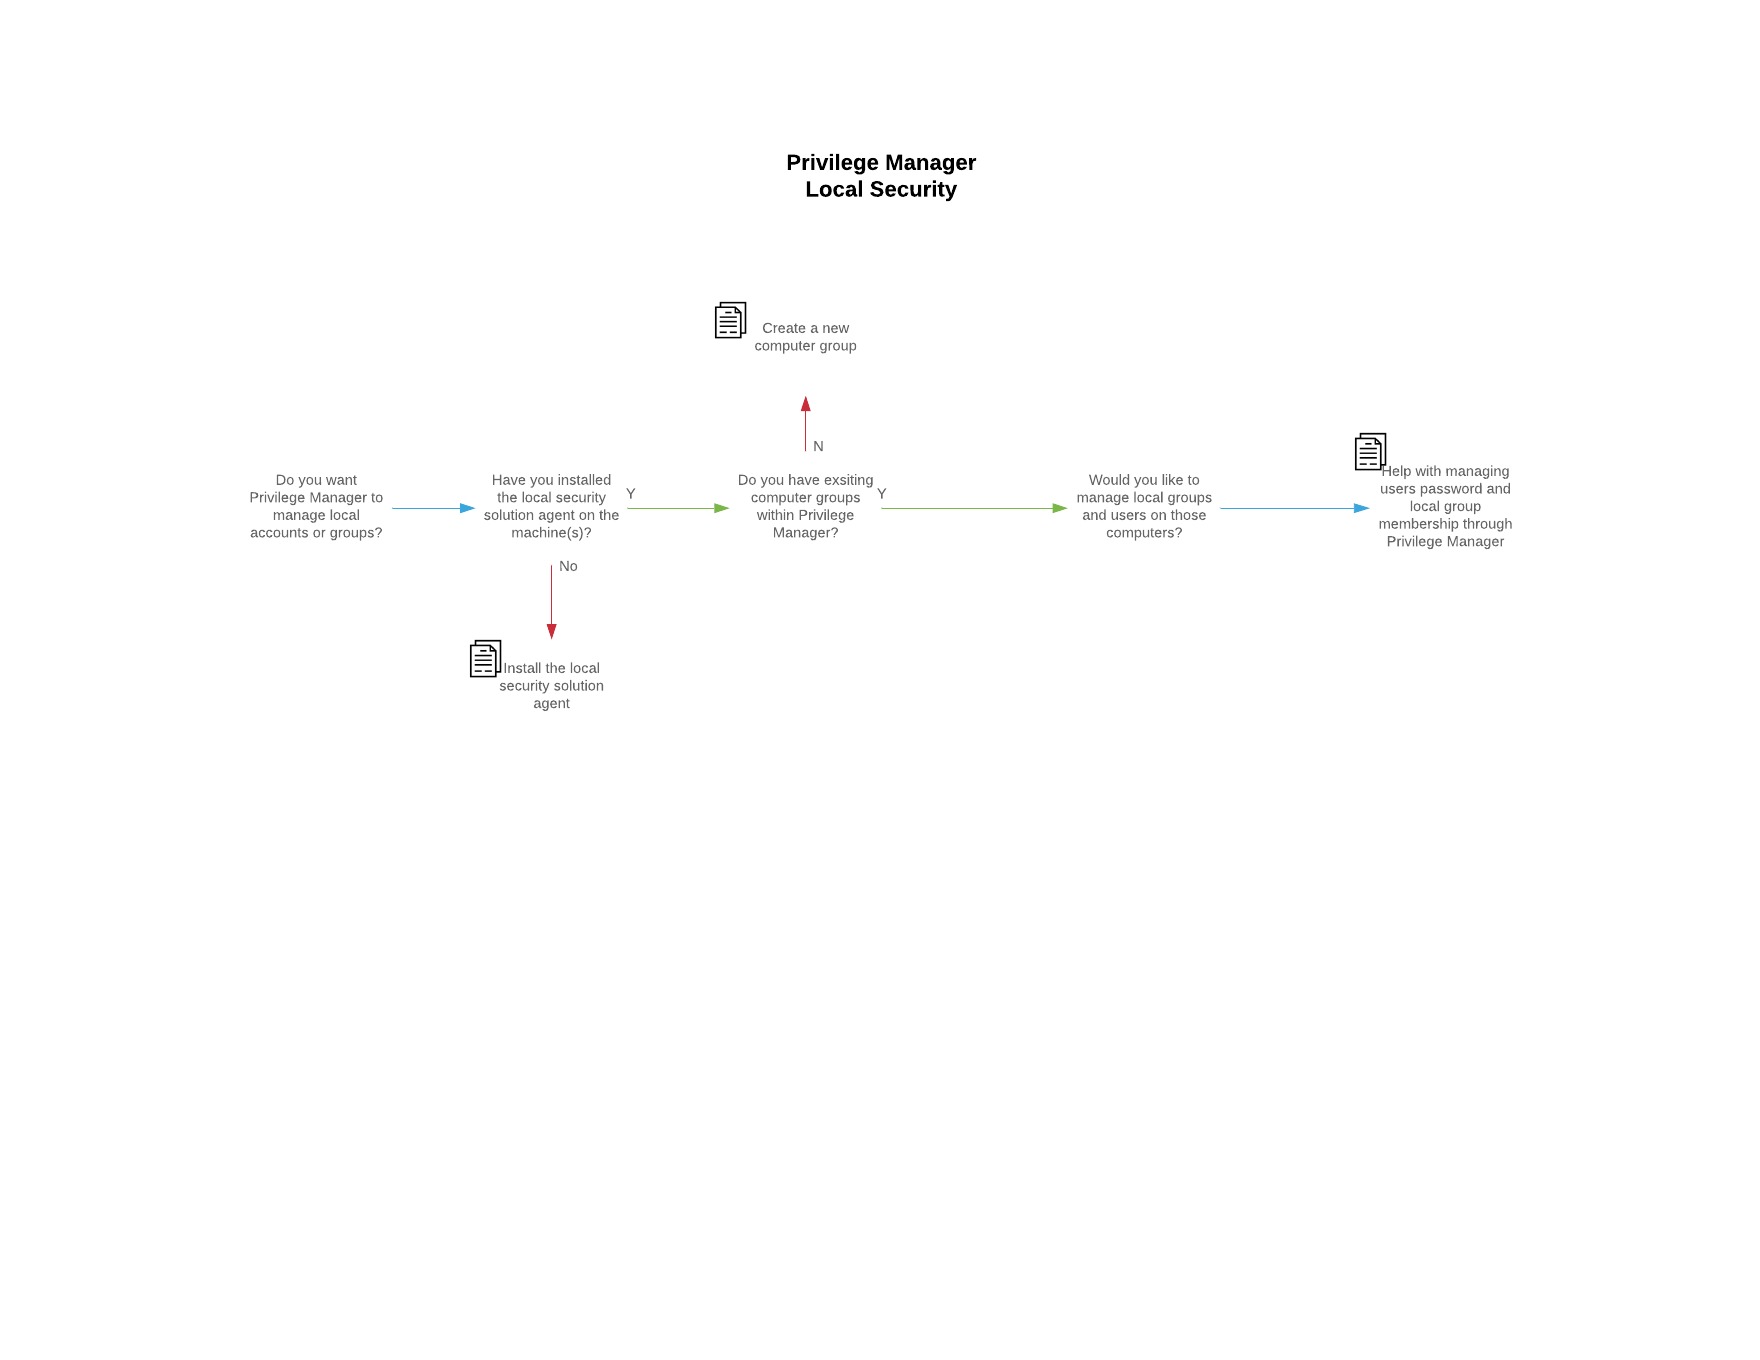 Privilege Manager
Local Security
Create a new
computer group
N
Do you want
Privilege Manager to
manage local
accounts or groups?
Have you installed
the local security
solution agent on the
machine(s)?
Y
Do you have exsiting
computer groups
within Privilege
Manager?
Y
Would you like to
manage local groups
and users on those
computers?
Help with managing
users password and
local group
membership through
Privilege Manager
No
Install the local
security solution
agent